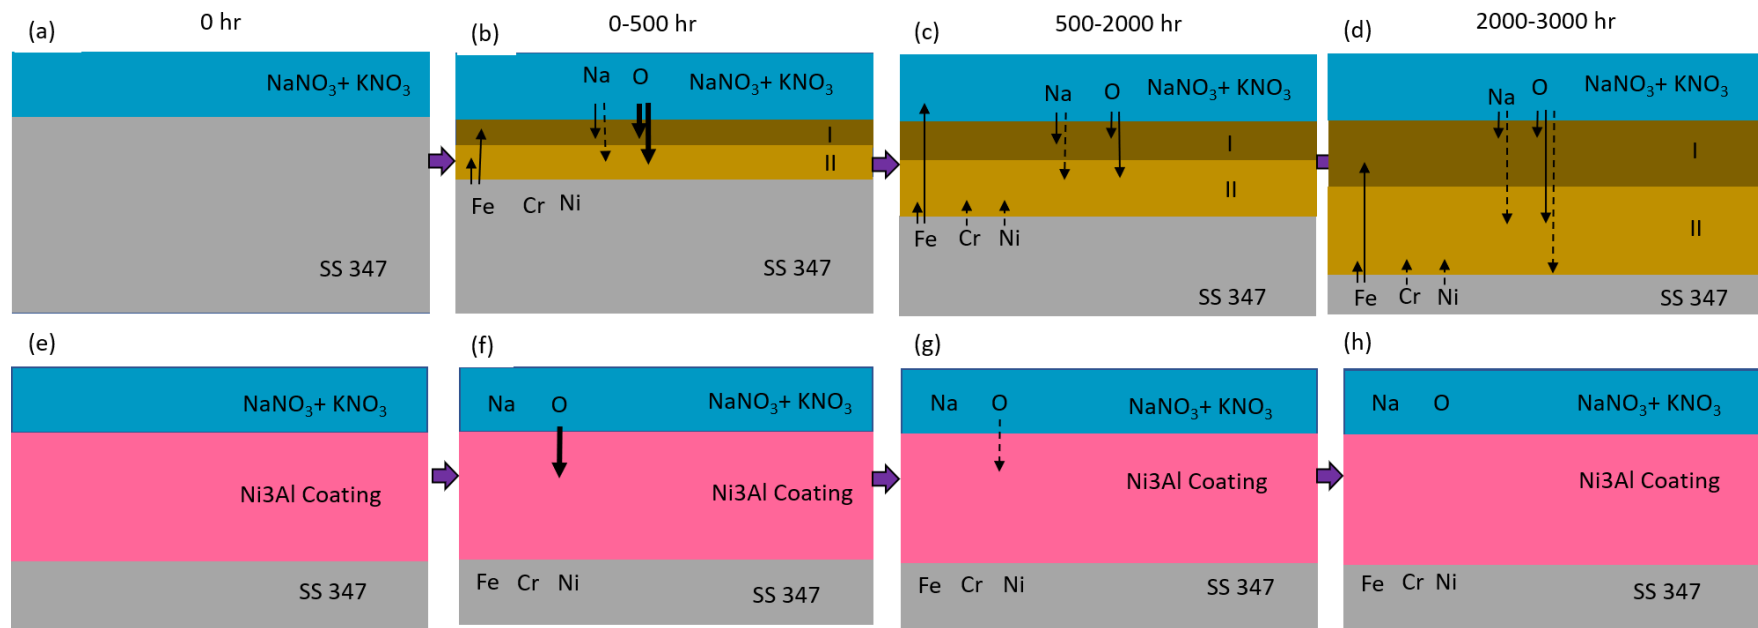 (a)
0 hr
(b)
0-500 hr
(c)
500-2000 hr
(d)
2000-3000 hr
NaNO₃+ KNO₃
SS 347
Na O NaNO₃+ KNO₃
I
II
Fe Cr Ni
SS 347
Na O NaNO₃+ KNO₃
I
II
Fe Cr Ni
SS 347
Na O NaNO₃+ KNO₃
I
II
Fe Cr Ni SS 347
(e)
(f)
(g)
(h)
NaNO₃+ KNO₃
Ni3Al Coating
SS 347
Na O NaNO₃+ KNO₃
Ni3Al Coating
Fe Cr Ni SS 347
Na O NaNO₃+ KNO₃
Ni3Al Coating
Fe Cr Ni SS 347
Na O NaNO₃+ KNO₃
Ni3Al Coating
Fe Cr Ni SS 347